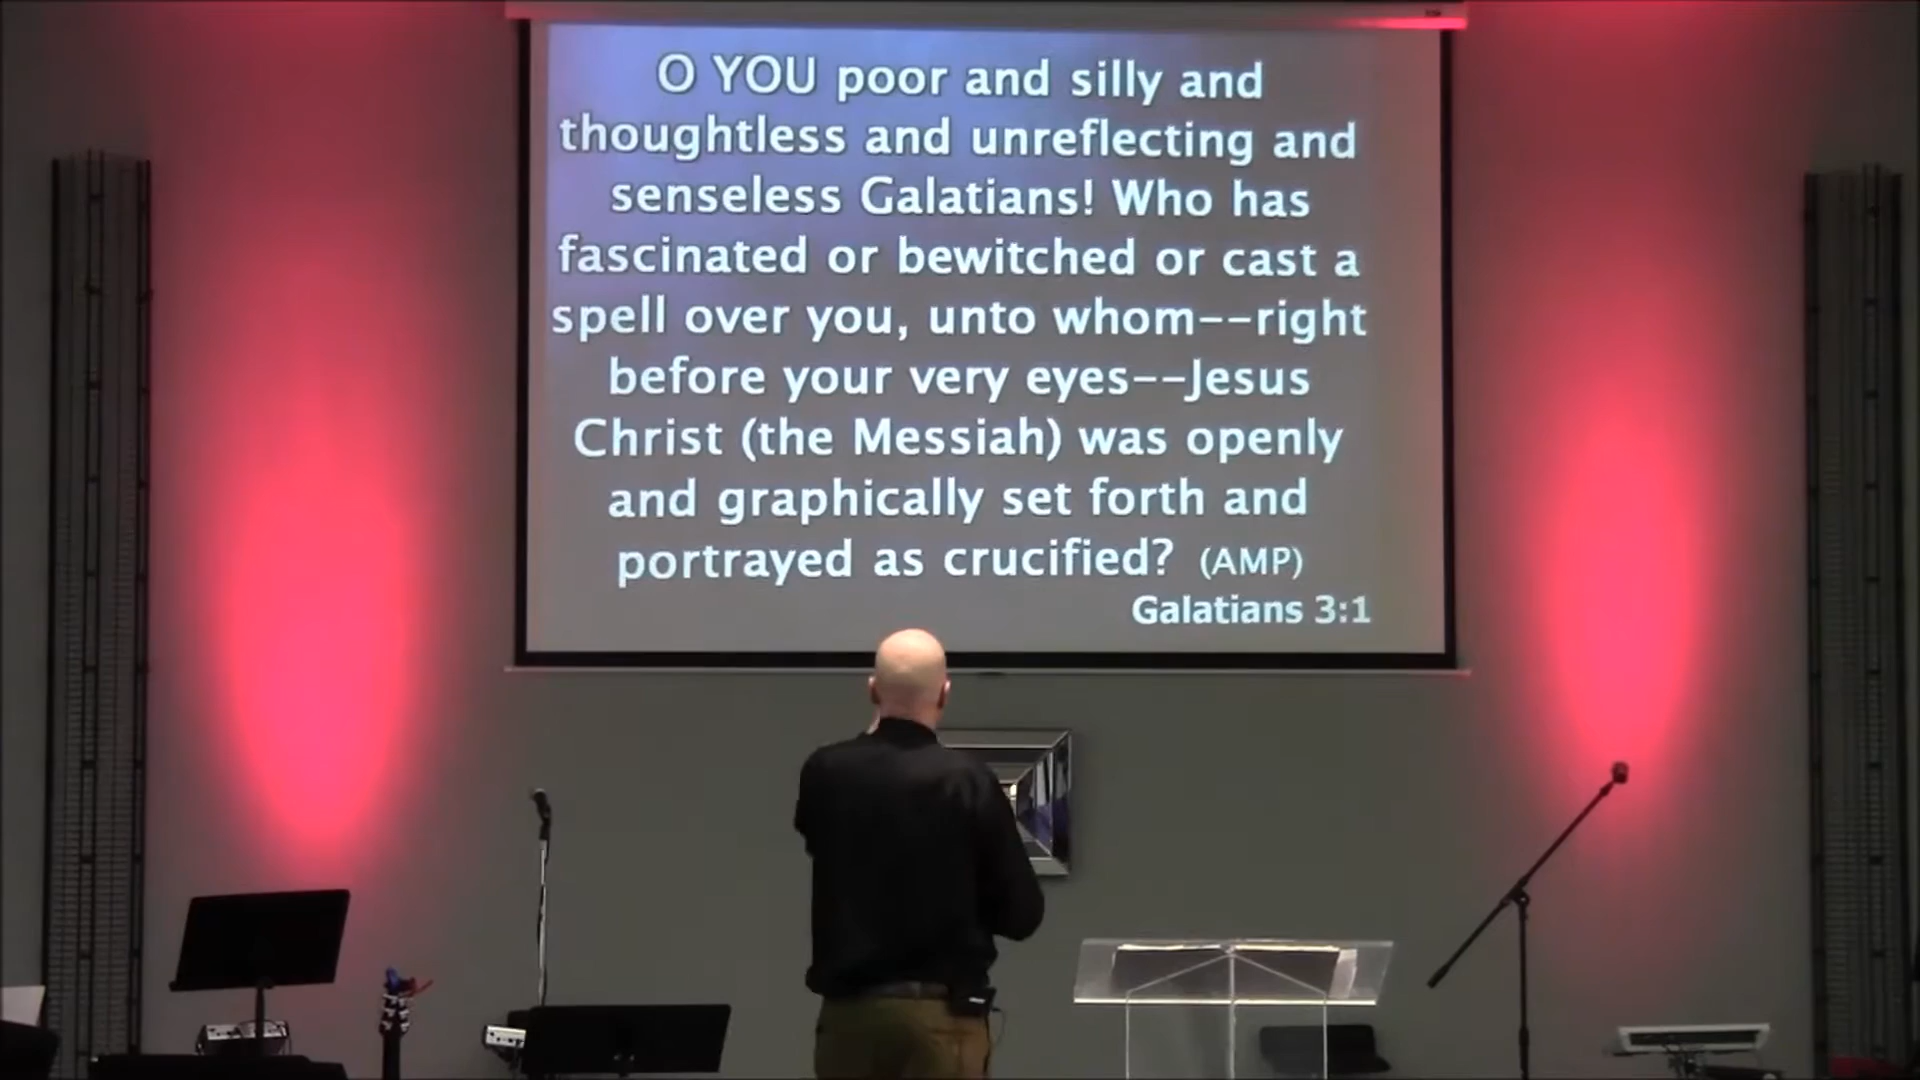 O YOU poor and silly and
thoughtless and unreflecting and
senseless Galatians! Who has
fascinated or bewitched or cast a
spell over you, unto whom--right
before your very eyes--Jesus
Christ (the Messiah) was openly
and graphically set forth and
portrayed as crucified? (AMP)
Galatians 3:1